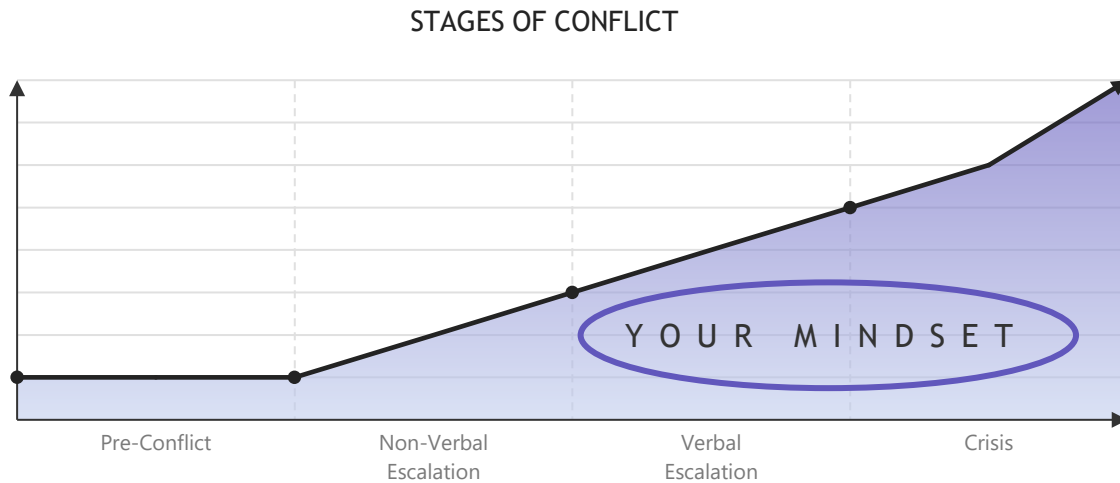 STAGES OF CONFLICT
YOUR MINDSET
Pre-Conflict
Non-Verbal
Escalation
Verbal
Escalation
Crisis